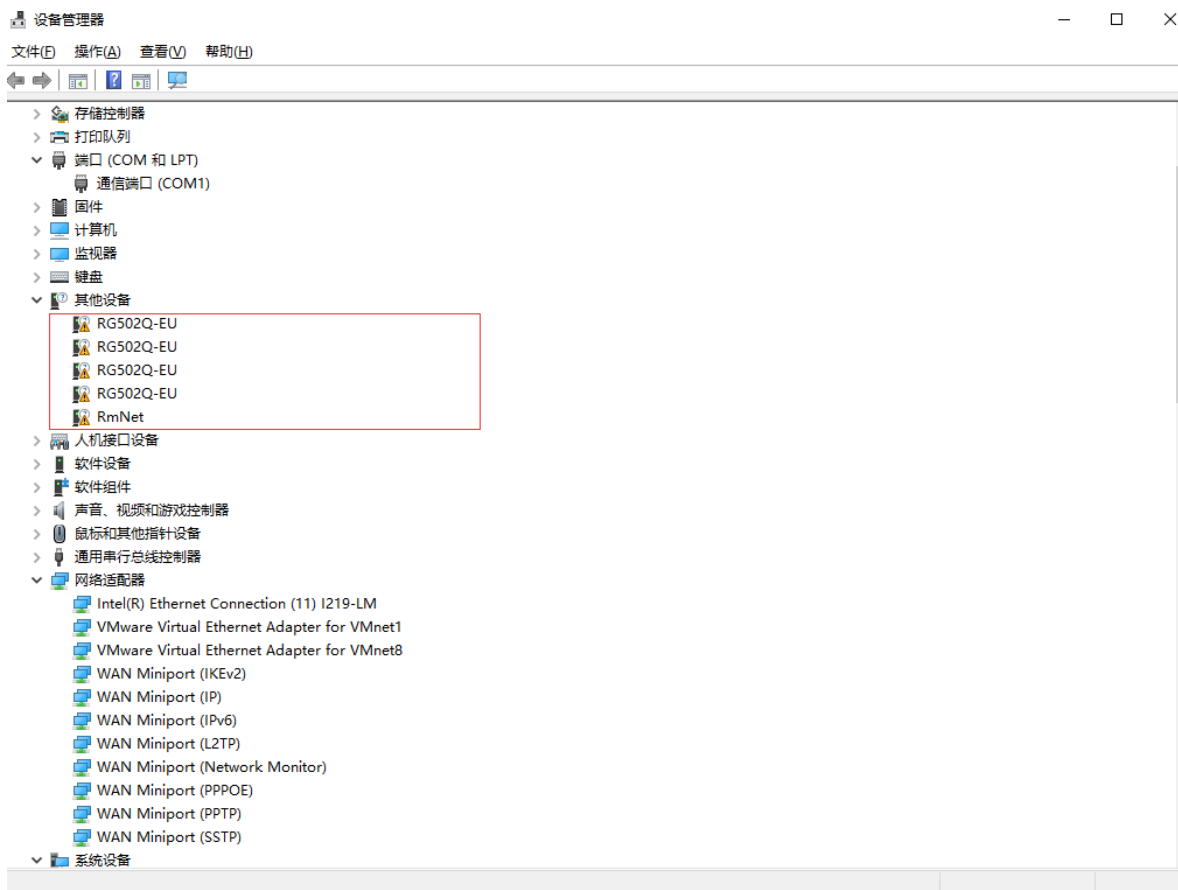 设备管理器
文件(F) 操作(A) 查看(V) 帮助(H)
存储控制器
打印队列
端口 (COM 和 LPT)
通信端口 (COM1)
固件
计算机
监视器
键盘
其他设备
RG502Q-EU
RG502Q-EU
RG502Q-EU
RG502Q-EU
RmNet
人机接口设备
软件设备
软件组件
声音、视频和游戏控制器
鼠标和其他指针设备
通用串行总线控制器
网络适配器
Intel(R) Ethernet Connection (11) I219-LM
VMware Virtual Ethernet Adapter for VMnet1
VMware Virtual Ethernet Adapter for VMnet8
WAN Miniport (IKEv2)
WAN Miniport (IP)
WAN Miniport (IPv6)
WAN Miniport (L2TP)
WAN Miniport (Network Monitor)
WAN Miniport (PPPOE)
WAN Miniport (PPTP)
WAN Miniport (SSTP)
系统设备